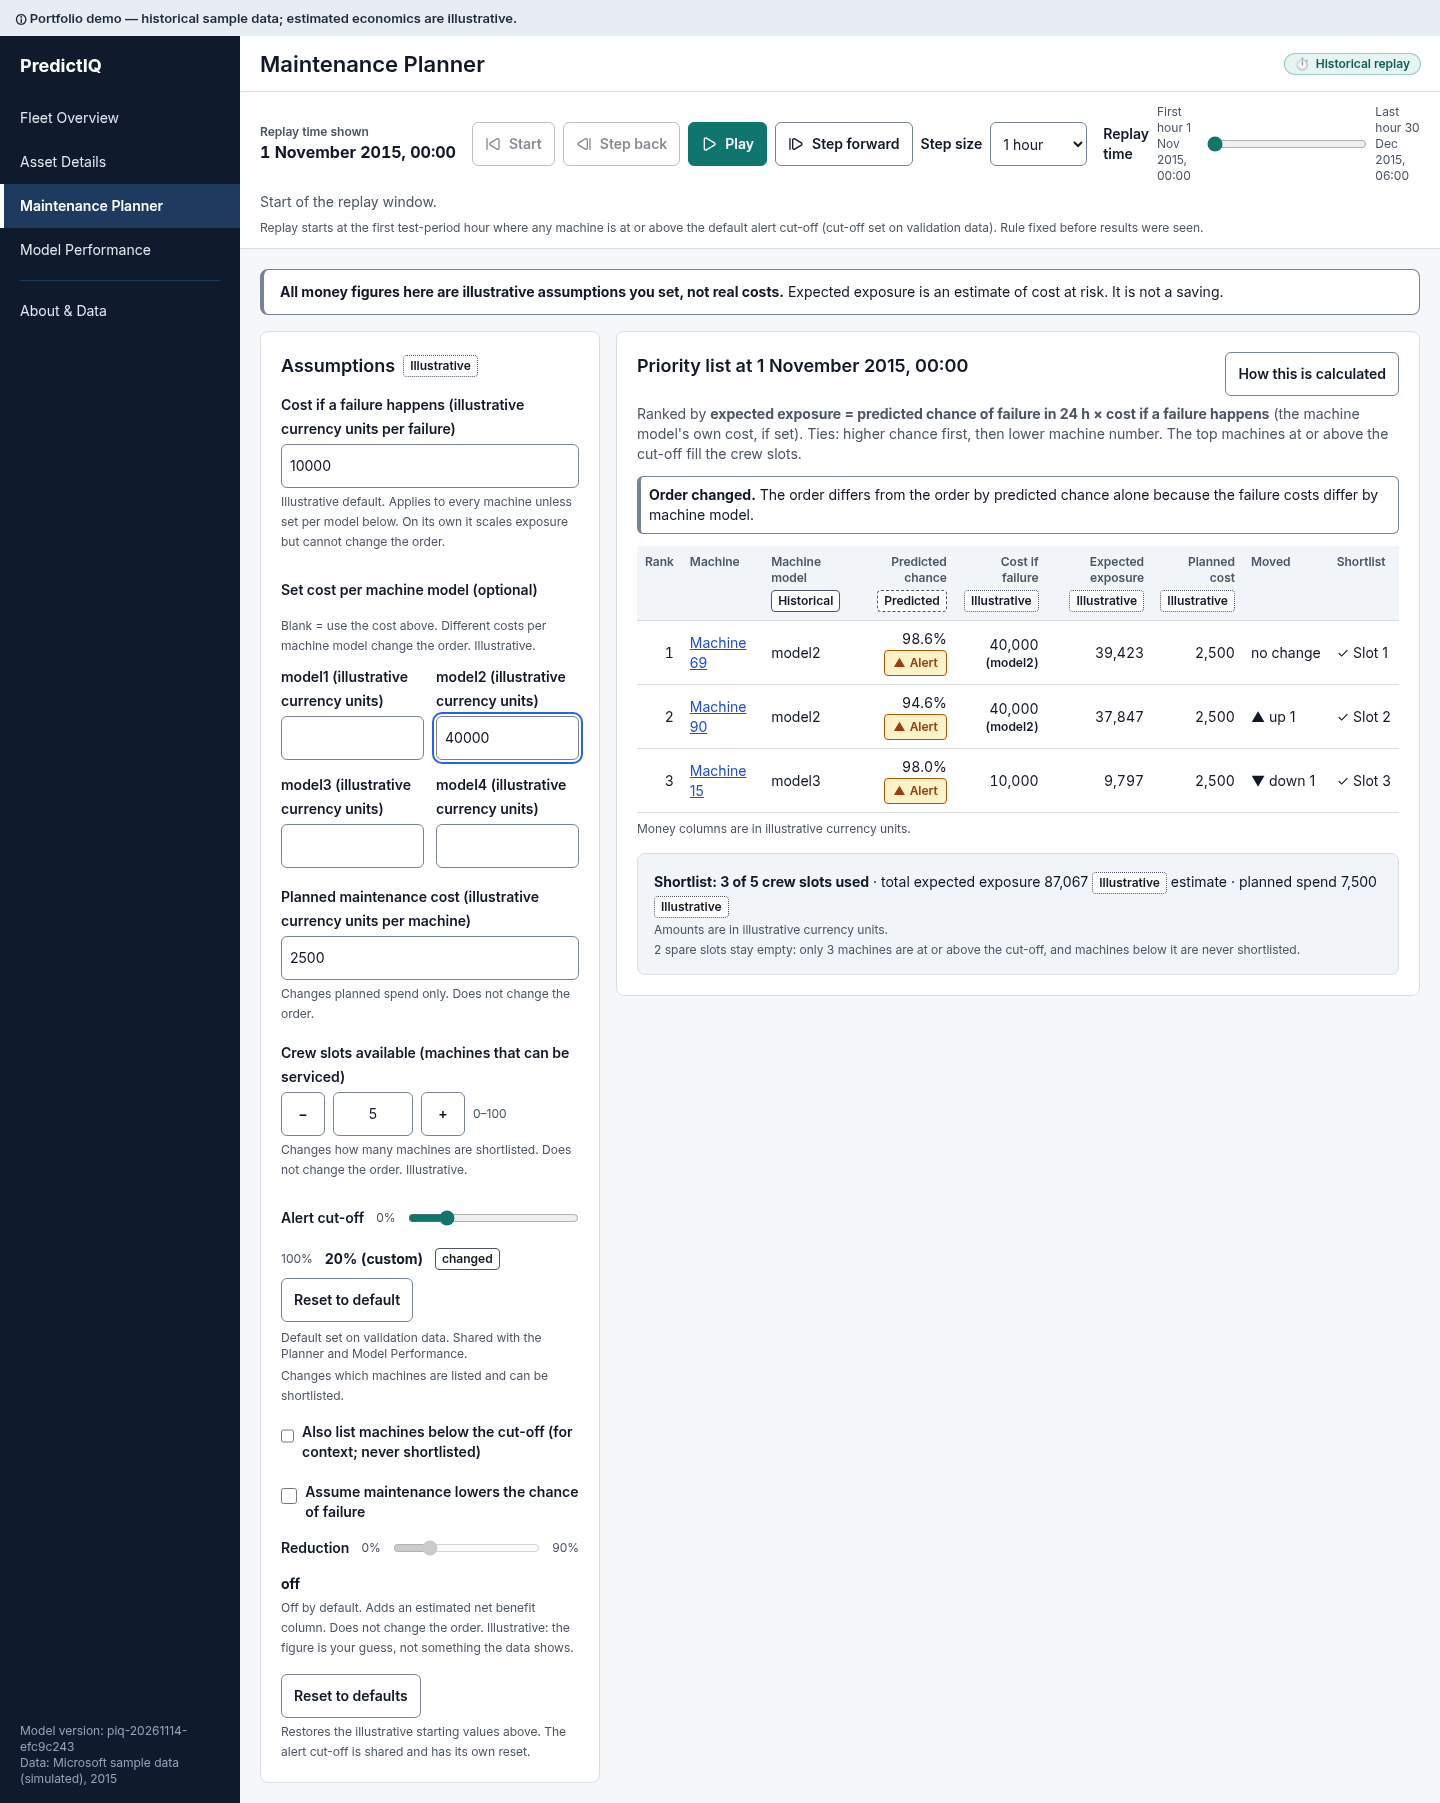 Portfolio demo — historical sample data; estimated economics are illustrative.
PredictIQ
Fleet Overview
Asset Details
Maintenance Planner
Model Performance
About & Data
Model version: piq-20261114-
efc9c243
Data: Microsoft sample data
(simulated), 2015
Maintenance Planner
Historical replay
Replay time shown
1 November 2015, 00:00
Start
Step back
Play
Step forward
Step size
1 hour
Replay
time
First
hour 1
Nov
2015,
00:00
Last
hour 30
Dec
2015,
06:00
Start of the replay window.
Replay starts at the first test-period hour where any machine is at or above the default alert cut-off (cut-off set on validation data). Rule fixed before results were seen.
All money figures here are illustrative assumptions you set, not real costs. Expected exposure is an estimate of cost at risk. It is not a saving.
Assumptions Illustrative
Cost if a failure happens (illustrative
currency units per failure)
10000
Illustrative default. Applies to every machine unless
set per model below. On its own it scales exposure
but cannot change the order.
Set cost per machine model (optional)
Blank = use the cost above. Different costs per
machine model change the order. Illustrative.
model1 (illustrative
currency units)
model2 (illustrative
currency units)
40000
model3 (illustrative
currency units)
model4 (illustrative
currency units)
Planned maintenance cost (illustrative
currency units per machine)
2500
Changes planned spend only. Does not change the
order.
Crew slots available (machines that can be
serviced)
− 5 + 0–100
Changes how many machines are shortlisted. Does
not change the order. Illustrative.
Alert cut-off 0%
100% 20% (custom) changed
Reset to default
Default set on validation data. Shared with the
Planner and Model Performance.
Changes which machines are listed and can be
shortlisted.
Also list machines below the cut-off (for
context; never shortlisted)
Assume maintenance lowers the chance
of failure
Reduction 0% 90%
off
Off by default. Adds an estimated net benefit
column. Does not change the order. Illustrative: the
figure is your guess, not something the data shows.
Reset to defaults
Restores the illustrative starting values above. The
alert cut-off is shared and has its own reset.
Priority list at 1 November 2015, 00:00
How this is calculated
Ranked by expected exposure = predicted chance of failure in 24 h × cost if a failure happens (the machine
model's own cost, if set). Ties: higher chance first, then lower machine number. The top machines at or above the
cut-off fill the crew slots.
Order changed. The order differs from the order by predicted chance alone because the failure costs differ by
machine model.
Rank Machine Machine Predicted Cost if Expected Planned Moved Shortlist
model chance failure exposure cost
Historical Predicted Illustrative Illustrative Illustrative
1 Machine 69 model2 98.6% ▲ Alert 40,000 (model2) 39,423 2,500 no change ✓ Slot 1
2 Machine 90 model2 94.6% ▲ Alert 40,000 (model2) 37,847 2,500 ▲ up 1 ✓ Slot 2
3 Machine 15 model3 98.0% ▲ Alert 10,000 9,797 2,500 ▼ down 1 ✓ Slot 3
Money columns are in illustrative currency units.
Shortlist: 3 of 5 crew slots used · total expected exposure 87,067 Illustrative estimate · planned spend 7,500
Illustrative
Amounts are in illustrative currency units.
2 spare slots stay empty: only 3 machines are at or above the cut-off, and machines below it are never shortlisted.